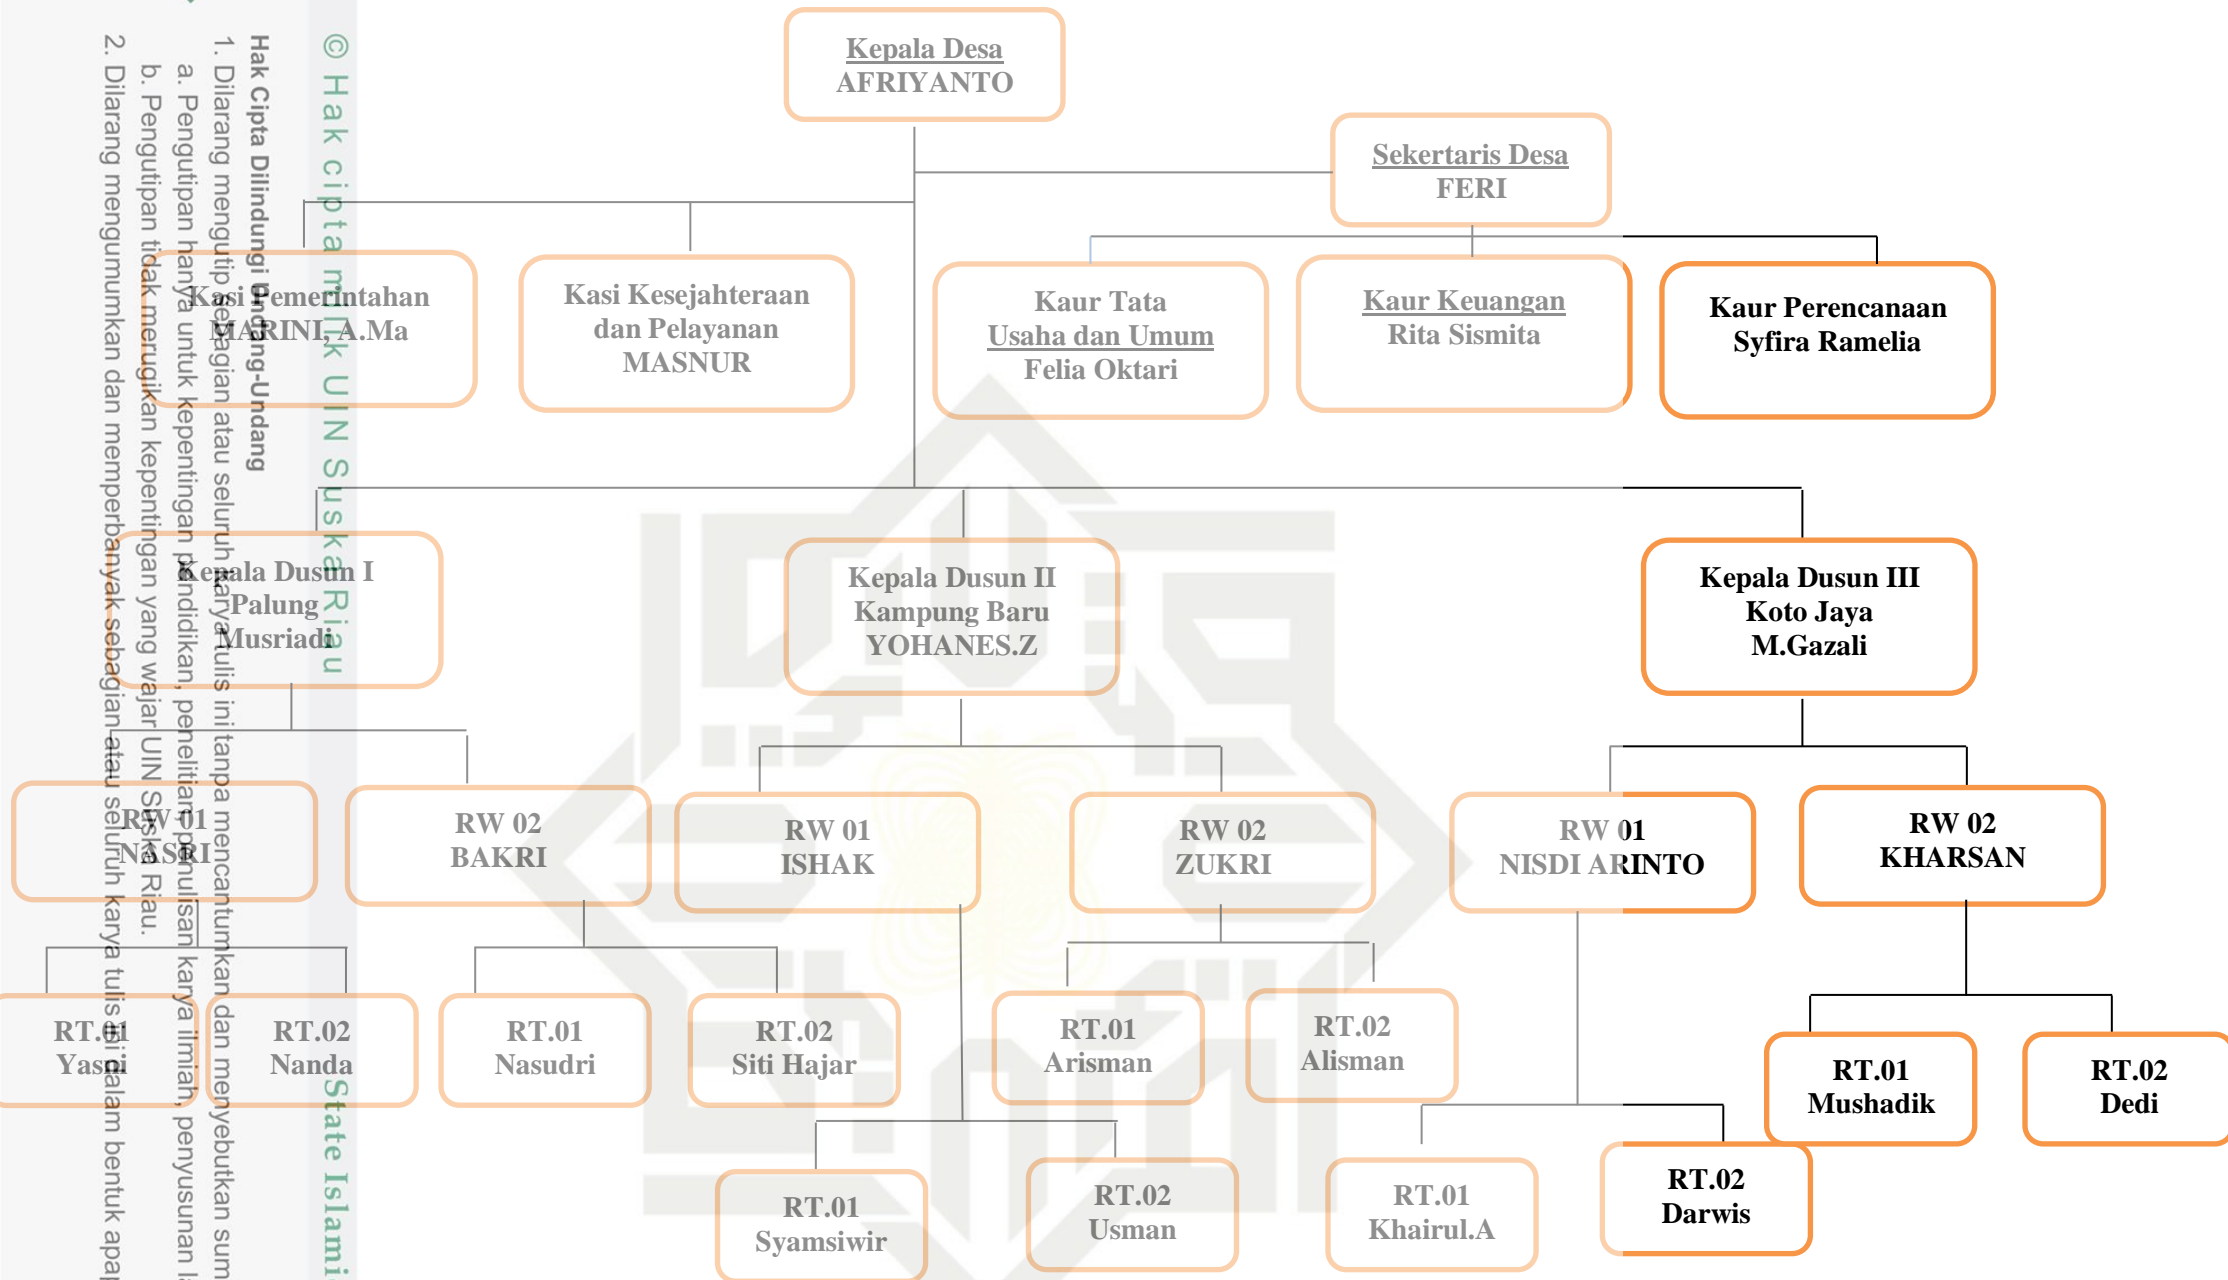 Kepala Desa
AFRIYANTO
Sekertaris Desa
FERI
Kasi Pemerintahan
MARINI, A.Ma
Kasi Kesejahteraan
dan Pelayanan
MASNUR
Kaur Tata
Usaha dan Umum
Felia Oktari
Kaur Keuangan
Rita Sismita
Kaur Perencanaan
Syfira Ramelia
Kepala Dusun I
Palung
Musriadi
Kepala Dusun II
Kampung Baru
YOHANES.Z
Kepala Dusun III
Koto Jaya
M.Gazali
RW 01
NASRI
RW 02
BAKRI
RW 01
ISHAK
RW 02
ZUKRI
RW 01
NISDI ARINTO
RW 02
KHARSAN
RT.01
RT.02
Nanda
RT.01
Nasudri
RT.02
Siti Hajar
RT.01
Arisman
RT.02
Alisman
RT.01
Mushadik
RT.02
Dedi
RT.01
Syamsiwir
RT.02
Usman
RT.01
Khairul.A
RT.02
Darwis
© Hak cipta milik UIN Suska Riau
State Islamic
Hak Cipta Dilindungi Undang-Undang
1. Dilarang mengutip sebagian atau seluruh karya tulis ini tanpa mencantumkan dan menyebutkan sum
a. Pengutipan hanya untuk kepentingan pendidikan, penelitian, penulisan karya ilmiah, penyusunan la
b. Pengutipan tidak merugikan kepentingan yang wajar UIN Suska Riau.
2. Dilarang mengumumkan dan memperbanyak sebagian atau seluruh karya tulis ini dalam bentuk apap